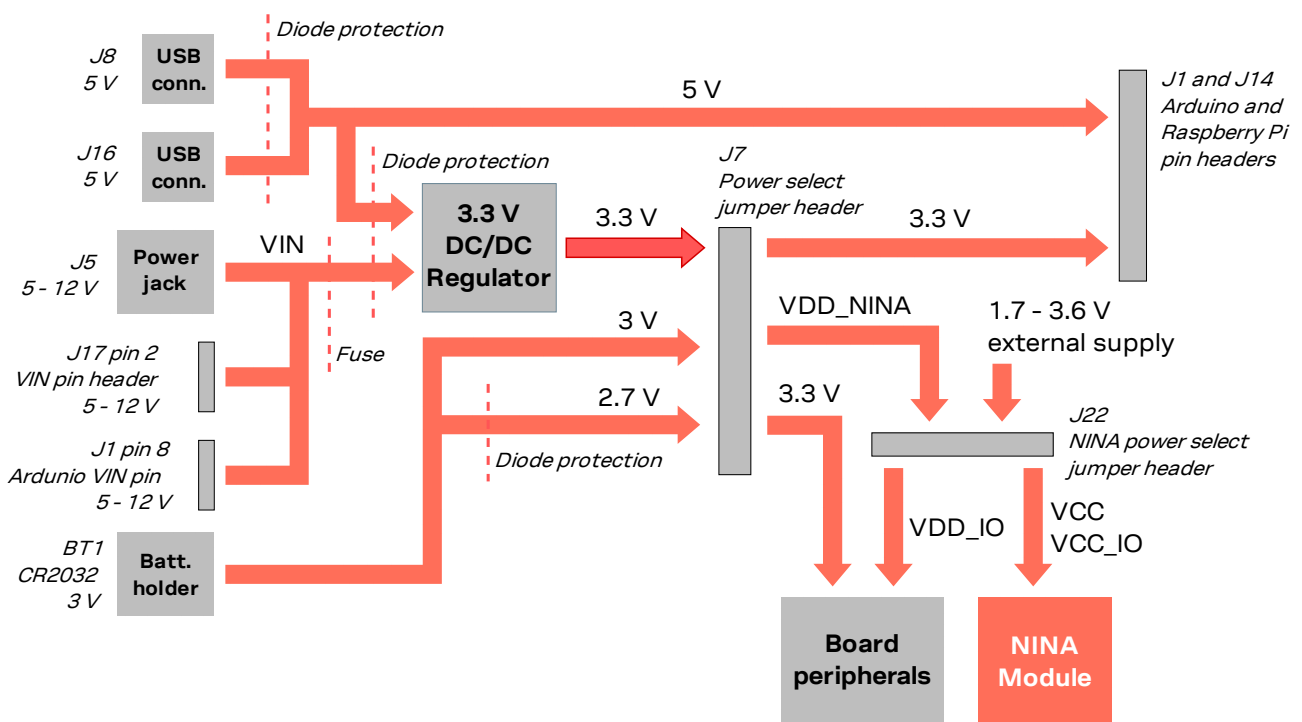 Diode protection
J8
5 V
USB
conn.
J16
5 V
USB
conn.
5 V
J1 and J14
Arduino and
Raspberry Pi
pin headers
Diode protection
J7
Power select
jumper header
3.3 V
DC/DC
Regulator
3.3 V
3.3 V
J5
5 - 12 V
Power
jack
VIN
Fuse
J17 pin 2
VIN pin header
5 - 12 V
J1 pin 8
Ardunio VIN pin
5 - 12 V
BT1
CR2032
3 V
Batt.
holder
3 V
2.7 V
Diode protection
VDD_NINA
1.7 - 3.6 V
external supply
3.3 V
J22
NINA power select
jumper header
VDD_IO
VCC
VCC_IO
Board
peripherals
NINA
Module